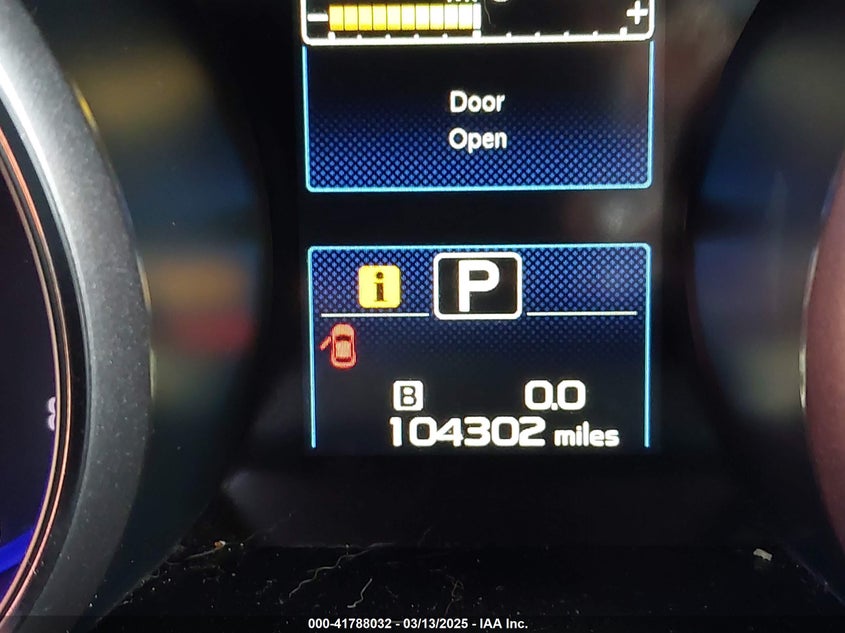 Door
Open
i P
B 0.0
104302 miles
000-41788032 - 03/13/2025 - IAA Inc.